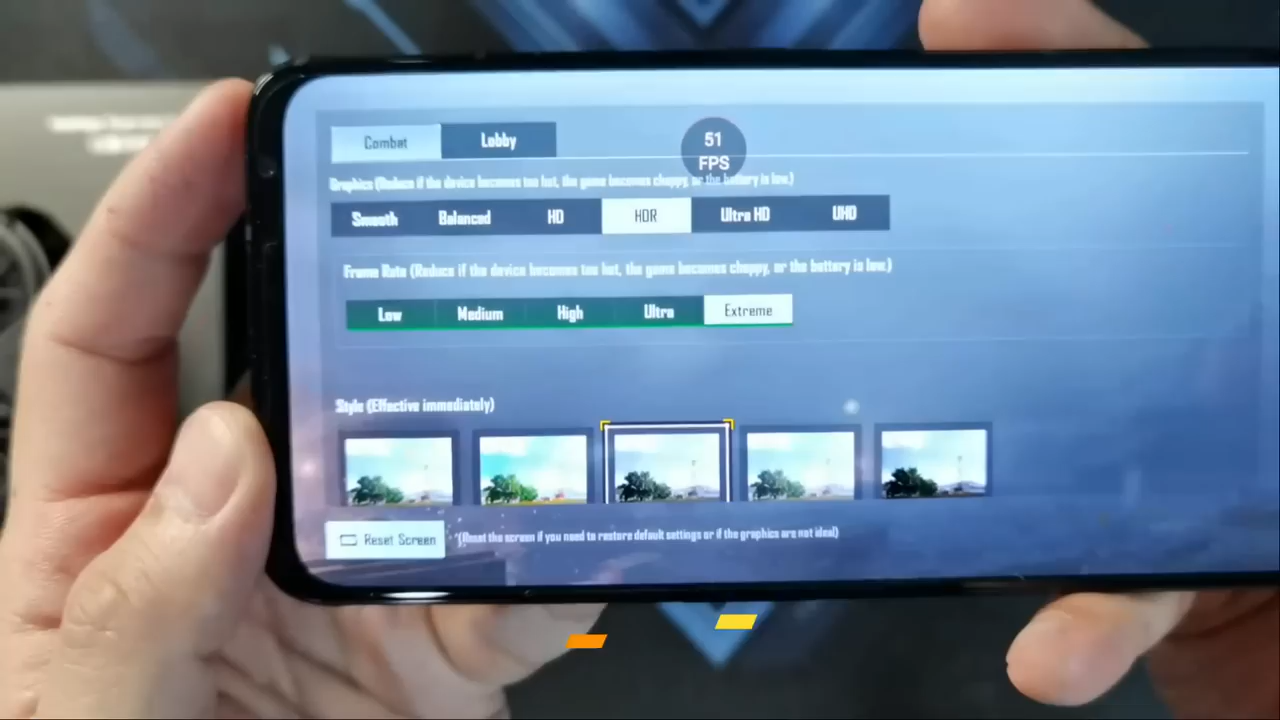 Combat Lobby
51
FPS
Graphics (Reduce if the device becomes too hot, the game becomes choppy, or the battery is low.)
Smooth Balanced HD HDR Ultra HD UHD
Frame Rate (Reduce if the device becomes too hot, the game becomes choppy, or the battery is low.)
Low Medium High Ultra Extreme
Style (Effective immediately)
Reset Screen *(Reset the screen if you need to restore default settings or if the graphics are not ideal)